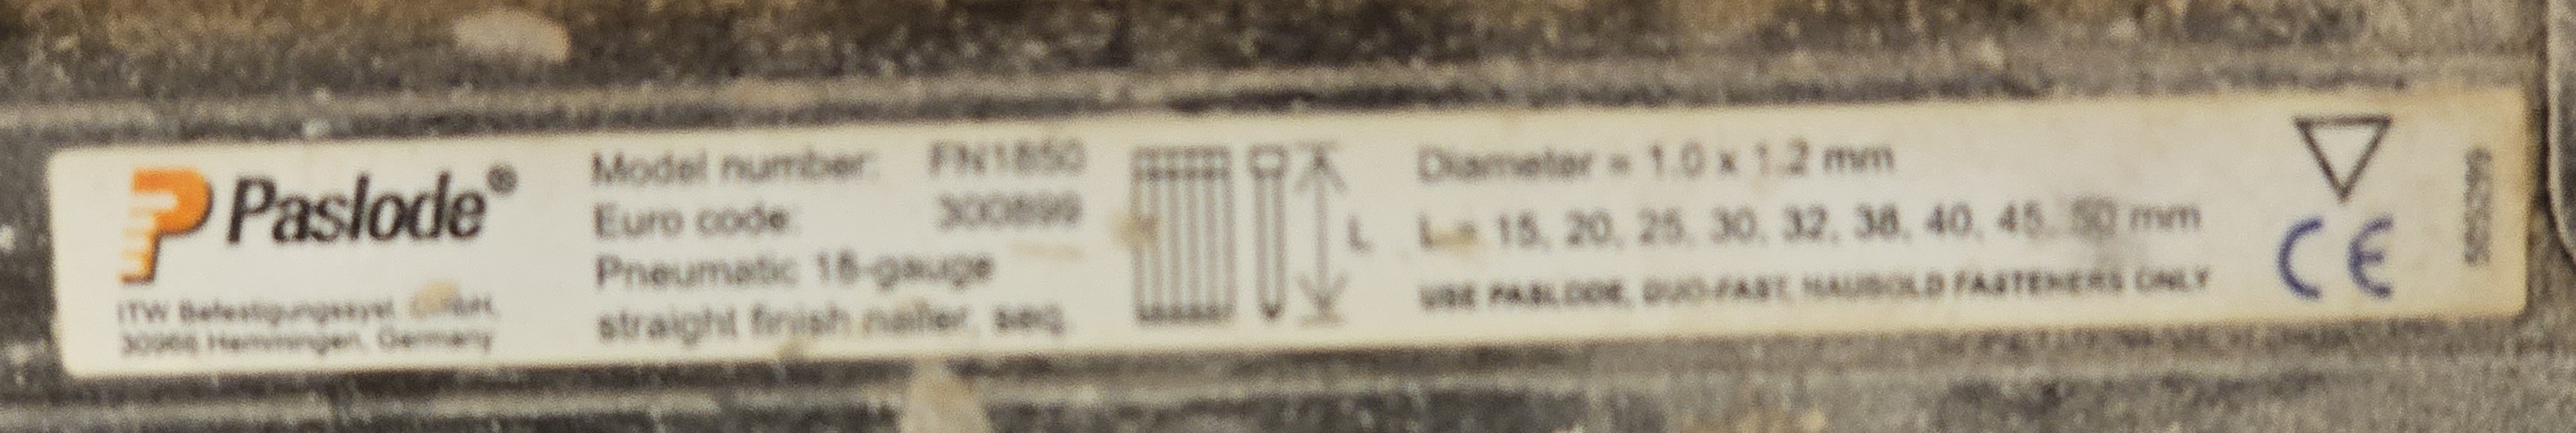 Paslode®
ITW Befestigungssyst. GmbH,
30966 Hemmingen, Germany
Model number: FN1850
Euro code: 300899
Pneumatic 18-gauge
straight finish nailer, seq.
L
Diameter = 1.0 x 1.2 mm
L = 15, 20, 25, 30, 32, 38, 40, 45, 50 mm
USE PASLODE, DUO-FAST, HAUBOLD FASTENERS ONLY
CE